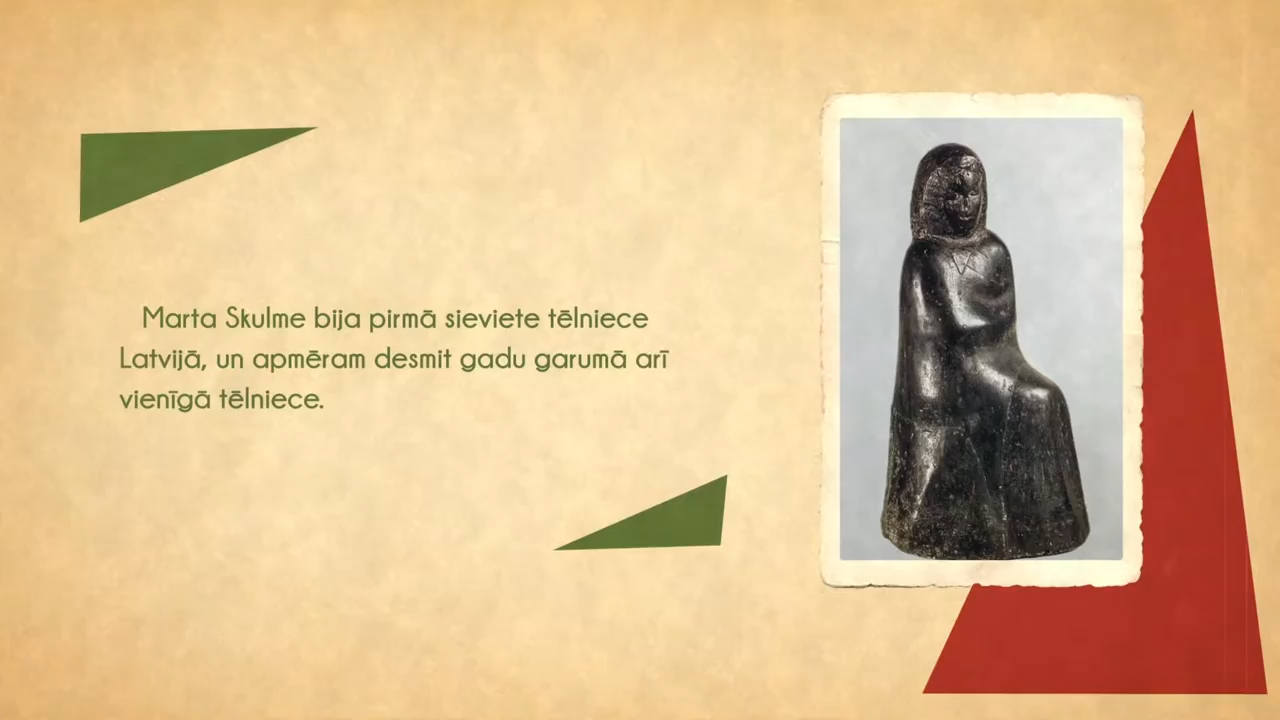 Marta Skulme bija pirmā sieviete tēlniece
Latvijā, un apmēram desmit gadu garumā arī
vienīgā tēlniece.